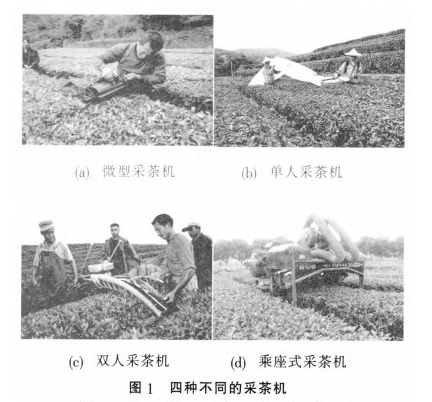 (a) 微型采茶机
(b) 单人采茶机
(c) 双人采茶机
(d) 乘座式采茶机
图 1 四种不同的采茶机